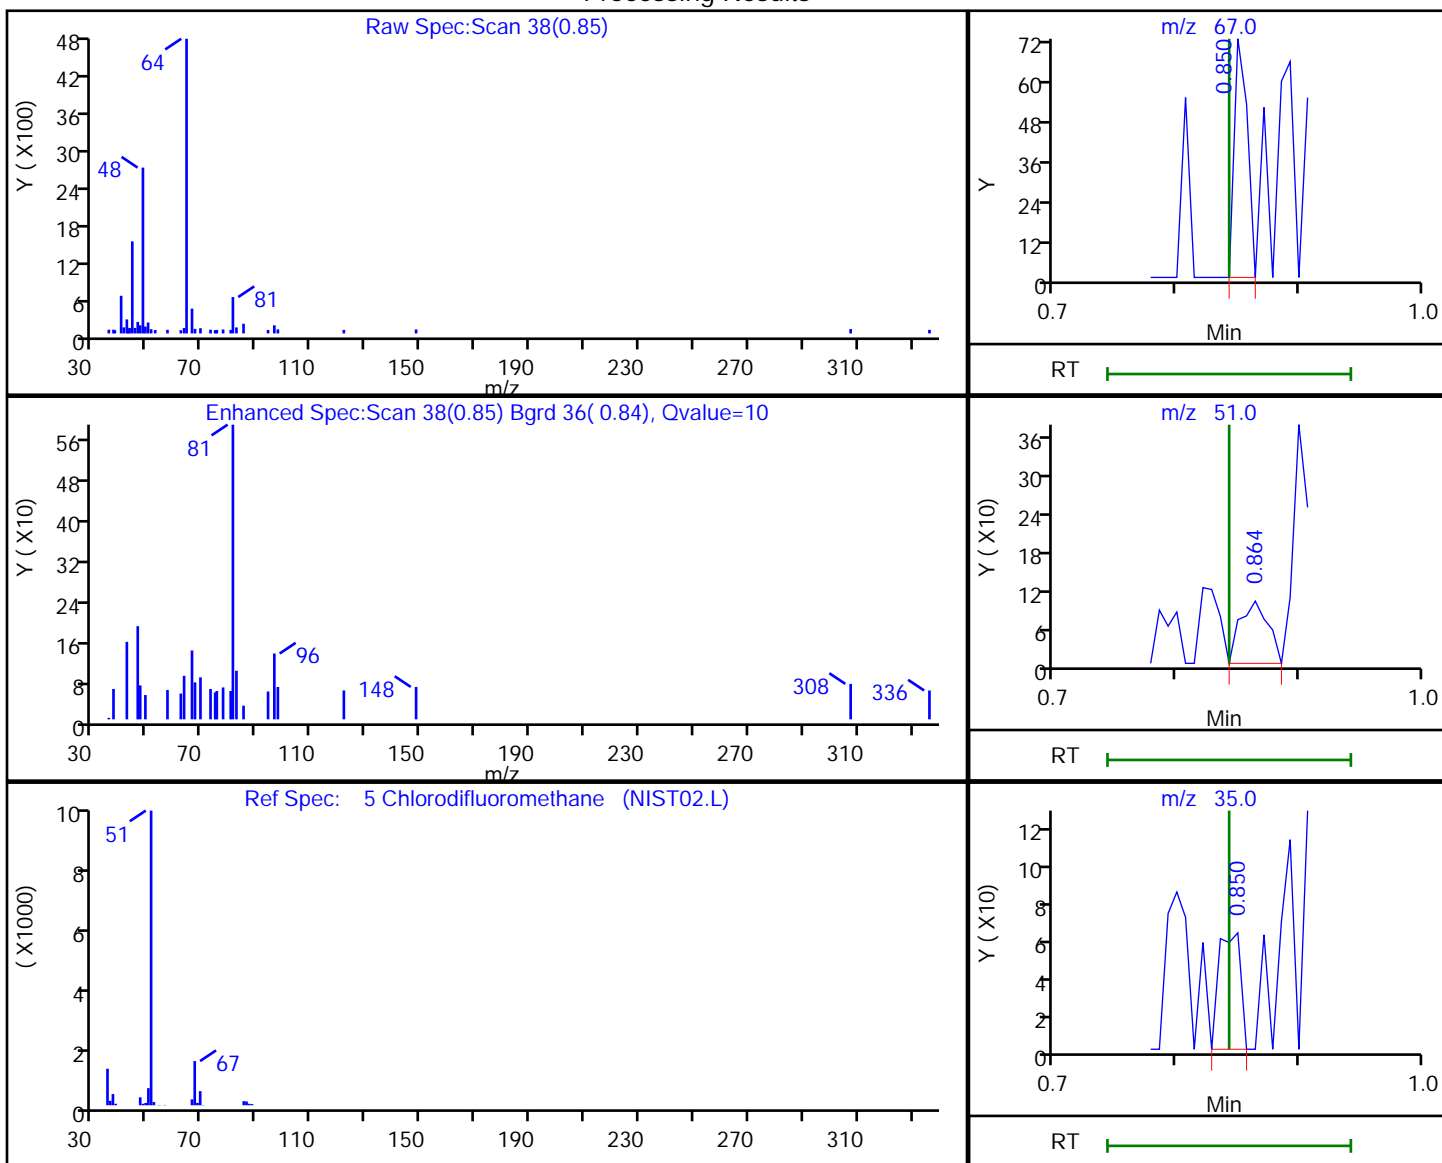 Processing Results
Raw Spec:Scan 38(0.85)
Y ( X100)
48
42
36
30
24
18
12
6
0
64
48
81
30 70 110 150 190 230 270 310
m/z
m/z 67.0
Y
72
60
48
36
24
12
0
0.850
0.7 1.0
Min
RT
Enhanced Spec:Scan 38(0.85) Bgrd 36( 0.84), Qvalue=10
Y ( X10)
56
48
40
32
24
16
8
0
81
96
148
308
336
30 70 110 150 190 230 270 310
m/z
m/z 51.0
Y ( X10)
36
30
24
18
12
6
0
0.864
0.7 1.0
Min
RT
Ref Spec: 5 Chlorodifluoromethane (NIST02.L)
( X1000)
10
8
6
4
2
0
51
67
30 70 110 150 190 230 270 310
m/z 35.0
Y ( X10)
12
10
8
6
4
2
0
0.850
0.7 1.0
Min
RT